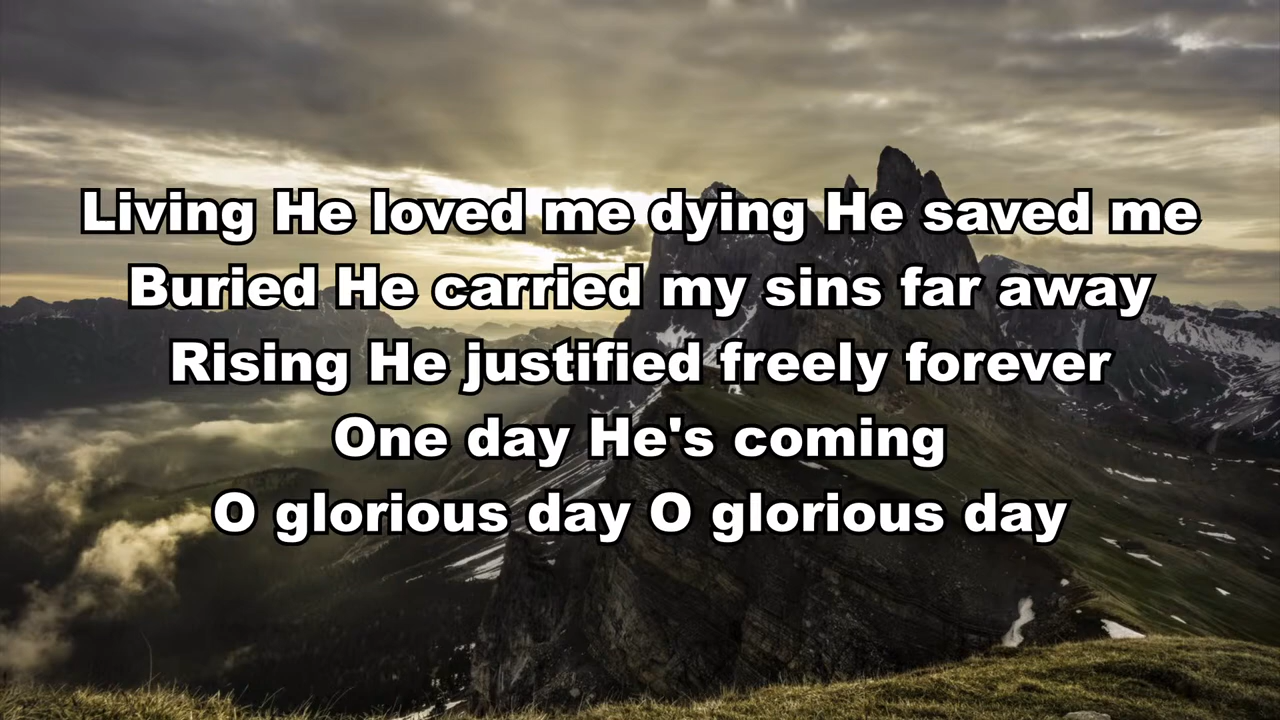 Living He loved me dying He saved me
Buried He carried my sins far away
Rising He justified freely forever
One day He's coming
O glorious day O glorious day